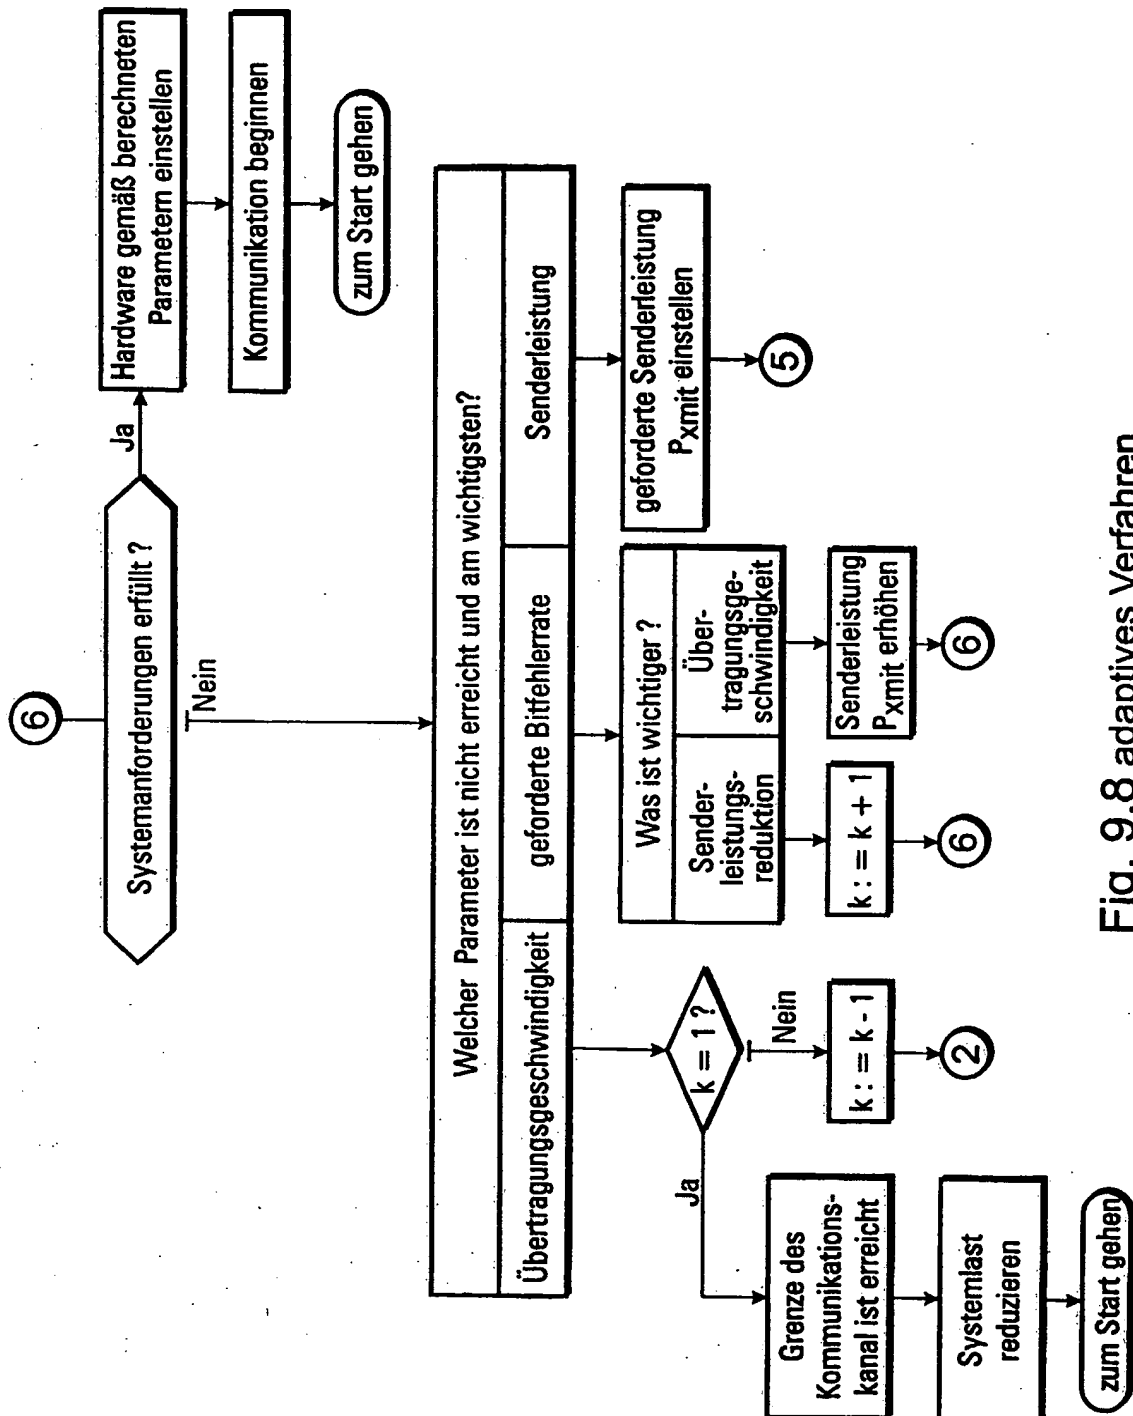 6
Systemanforderungen erfüllt ?
Ja
Hardware gemäß berechneten
Parametern einstellen
Kommunikation beginnen
zum Start gehen
Nein
Welcher Parameter ist nicht erreicht und am wichtigsten?
Übertragungsgeschwindigkeit
geforderte Bitfehlerrate
Senderleistung
k = 1 ?
Ja
Nein
Grenze des
Kommunikations-
kanal ist erreicht
Systemlast
reduzieren
zum Start gehen
k : = k - 1
2
Was ist wichtiger ?
Sender-
leistungs-
reduktion
Über-
tragungsge-
schwindigkeit
k : = k + 1
6
Senderleistung
Pxmit erhöhen
6
geforderte Senderleistung
Pxmit einstellen
5
Fig. 9.8 adaptives Verfahren